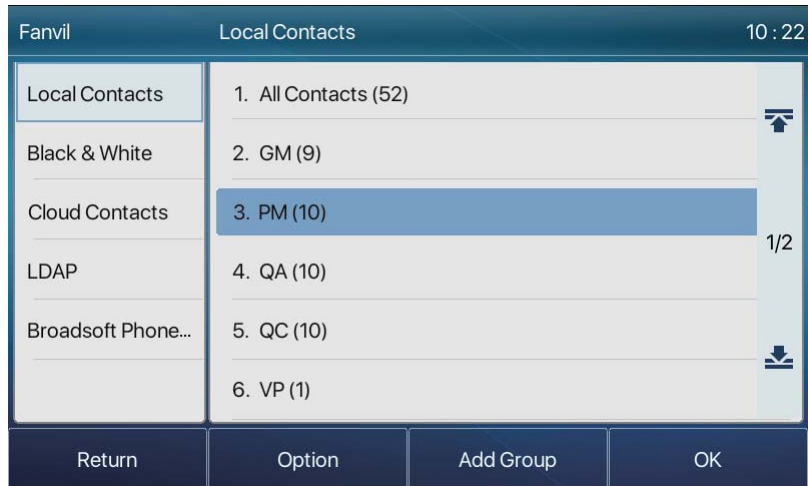 Fanvil Local Contacts 10 : 22
Local Contacts
Black & White
Cloud Contacts
LDAP
Broadsoft Phone...
1. All Contacts (52)
2. GM (9)
3. PM (10)
4. QA (10)
5. QC (10)
6. VP (1)
1/2
Return Option Add Group OK